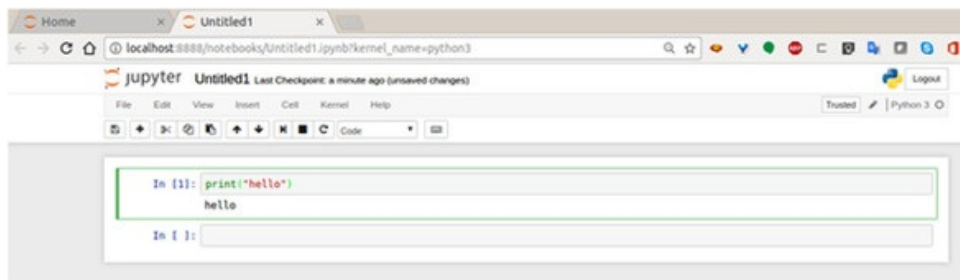 Home Untitled1
localhost:8888/notebooks/Untitled1.ipynb?kernel_name=python3
jupyter Untitled1 Last Checkpoint: a minute ago (unsaved changes) Logout
File Edit View Insert Cell Kernel Help Trusted Python 3
Code
In [1]: print("hello")
hello
In [ ]: